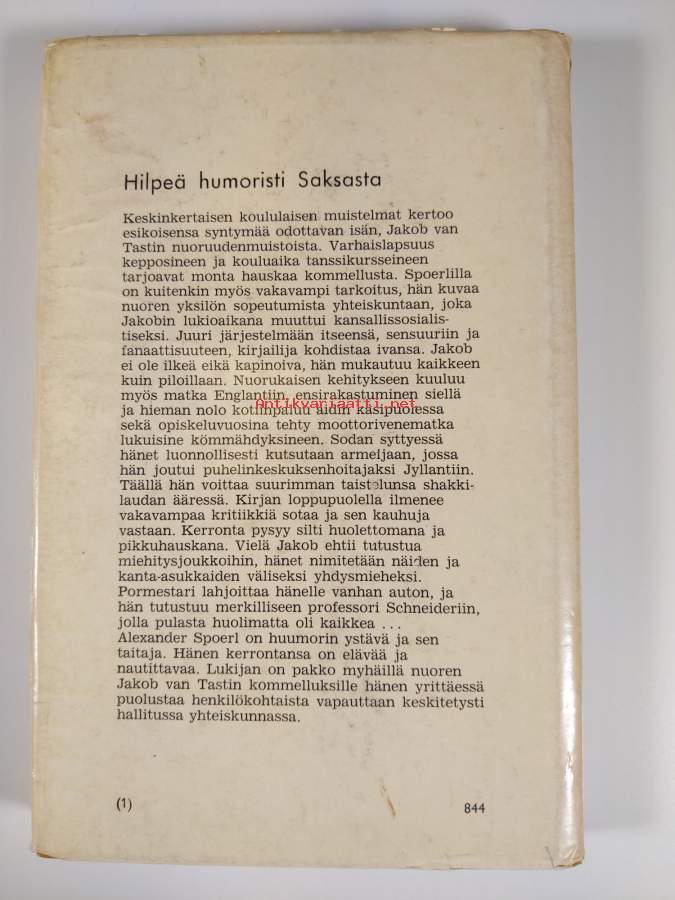 Hilpeä humoristi Saksasta
Keskinkertaisen koululaisen muistelmat kertoo
esikoisensa syntymää odottavan isän, Jakob van
Tastin nuoruudenmuistoista. Varhaislapsuus
kepposineen ja kouluaika tanssikursseineen
tarjoavat monta hauskaa kommellusta. Spoerlilla
on kuitenkin myös vakavampi tarkoitus, hän kuvaa
nuoren yksilön sopeutumista yhteiskuntaan, joka
Jakobin lukioaikana muuttui kansallissosialis-
tiseksi. Juuri järjestelmään itseensä, sensuuriin ja
fanaattisuuteen, kirjailija kohdistaa ivansa. Jakob
ei ole ilkeä eikä kapinoiva, hän mukautuu kaikkeen
kuin piloillaan. Nuorukaisen kehitykseen kuuluu
myös matka Englantiin, ensirakastuminen siellä
Antikvariaatti.net
ja hieman nolo kotiinpaluu äidin käsipuolessa
sekä opiskeluvuosina tehty moottorivenematka
lukuisine kömmähdyksineen. Sodan syttyessä
hänet luonnollisesti kutsutaan armeijaan, jossa
hän joutui puhelinkeskuksenhoitajaksi Jyllantiin.
Täällä hän voittaa suurimman taistelunsa shakki-
laudan ääressä. Kirjan loppupuolella ilmenee
vakavampaa kritiikkiä sotaa ja sen kauhuja
vastaan. Kerronta pysyy silti huolettomana ja
pikkuhauskana. Vielä Jakob ehtii tutustua
miehitysjoukkoihin, hänet nimitetään näiden ja
kanta-asukkaiden väliseksi yhdysmieheksi.
Pormestari lahjoittaa hänelle vanhan auton, ja
hän tutustuu merkilliseen professori Schneideriin,
jolla pulasta huolimatta oli kaikkea ...
Alexander Spoerl on huumorin ystävä ja sen
taitaja. Hänen kerrontansa on elävää ja
nautittavaa. Lukijan on pakko myhäillä nuoren
Jakob van Tastin kommelluksille hänen yrittäessä
puolustaa henkilökohtaista vapauttaan keskitetysti
hallitussa yhteiskunnassa.
(1)
844